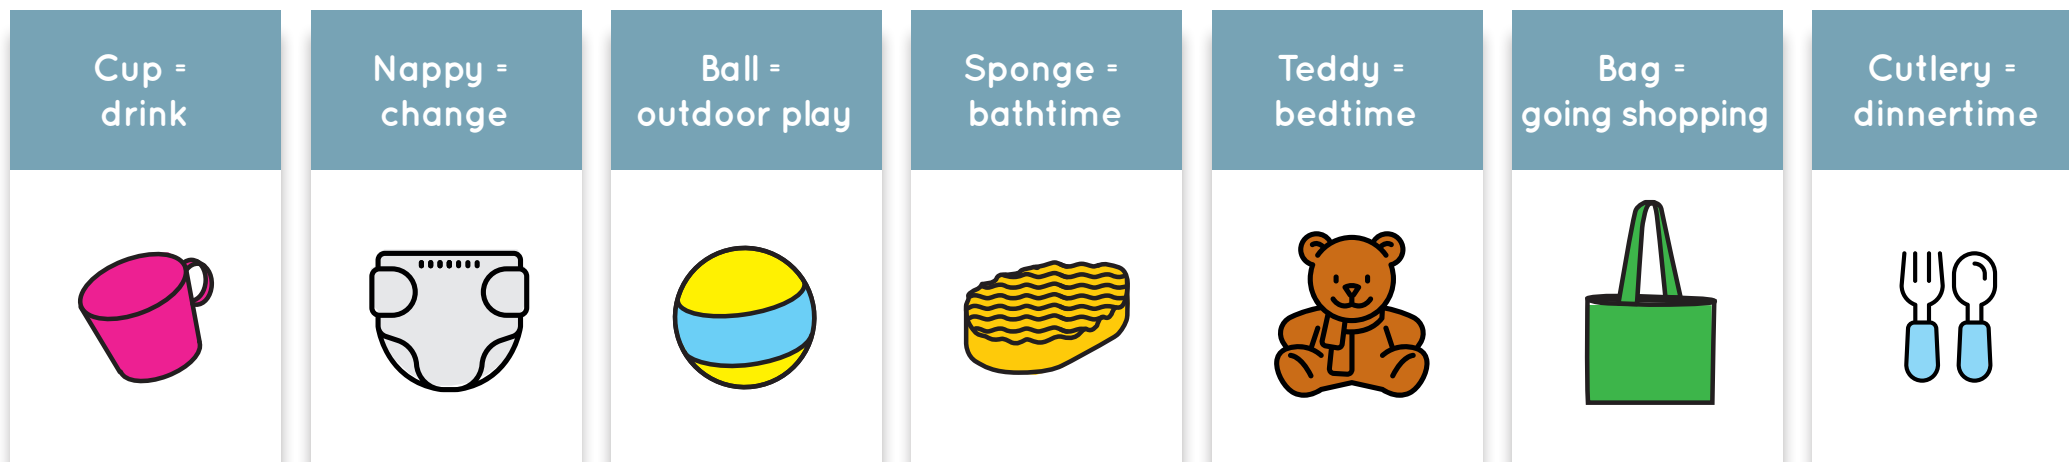 Cup =
drink
Nappy =
change
Ball =
outdoor play
Sponge =
bathtime
Teddy =
bedtime
Bag =
going shopping
Cutlery =
dinnertime